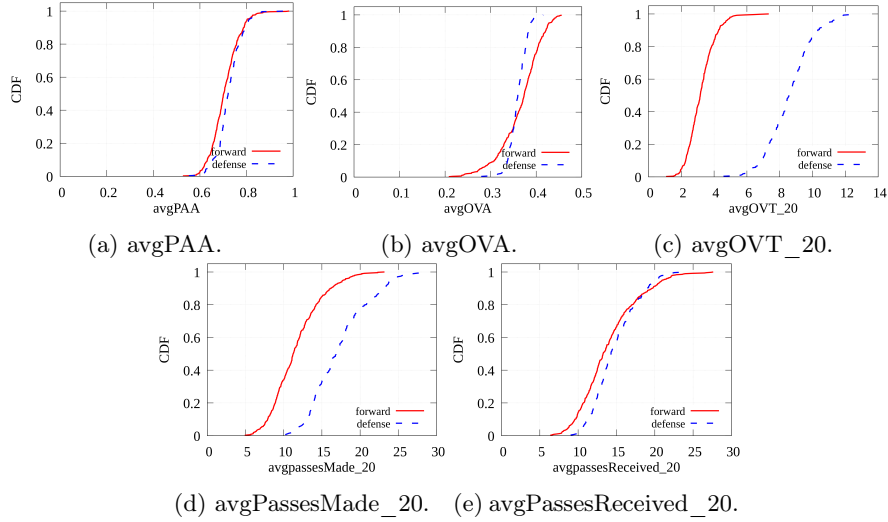 1
0.8
0.6
0.4
0.2
0
CDF
forward
defense
0 0.2 0.4 0.6 0.8 1
avgPAA
1
0.8
0.6
0.4
0.2
0
CDF
forward
defense
0 0.1 0.2 0.3 0.4 0.5
avgOVA
1
0.8
0.6
0.4
0.2
0
CDF
forward
defense
0 2 4 6 8 10 12 14
avgOVT_20
(a) avgPAA. (b) avgOVA. (c) avgOVT_20.
1
0.8
0.6
0.4
0.2
0
CDF
forward
defense
0 5 10 15 20 25 30
avgpassesMade_20
1
0.8
0.6
0.4
0.2
0
CDF
forward
defense
0 5 10 15 20 25 30
avgpassesReceived_20
(d) avgPassesMade_20. (e) avgPassesReceived_20.